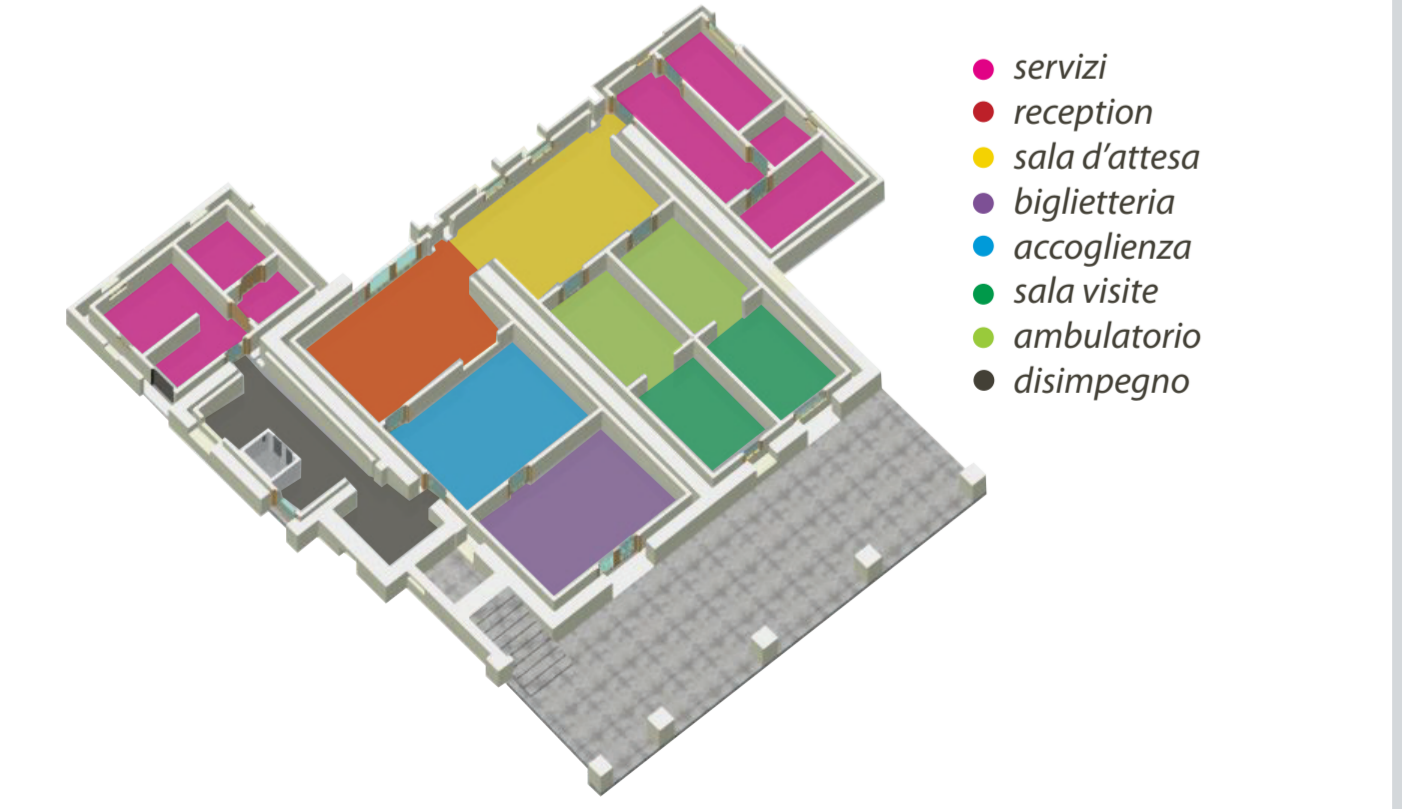 servizi
reception
sala d’attesa
biglietteria
accoglienza
sala visite
ambulatorio
disimpegno